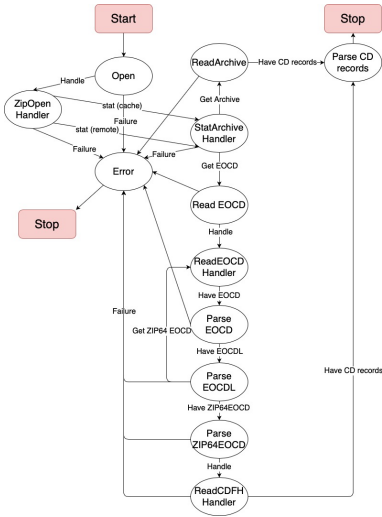 Start
Stop
Open
ReadArchive
Have CD records
Parse CD
records
Handle
ZipOpen
Handler
stat (cache)
Failure
Get Archive
StatArchive
Handler
stat (remote)
Failure
Failure
Get EOCD
Error
Stop
Read EOCD
Handle
ReadEOCD
Handler
Have EOCD
Failure
Get ZIP64 EOCD
Parse
EOCD
Have EOCDL
Parse
EOCDL
Have CD records
Have ZIP64EOCD
Parse
ZIP64EOCD
Handle
ReadCDFH
Handler